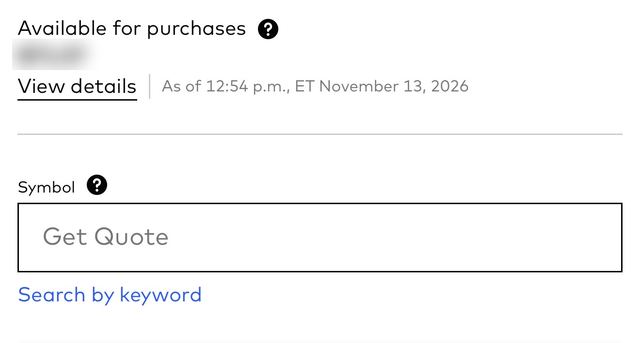 Available for purchases ?
View details As of 12:54 p.m., ET November 13, 2026
Symbol ?
Get Quote
Search by keyword